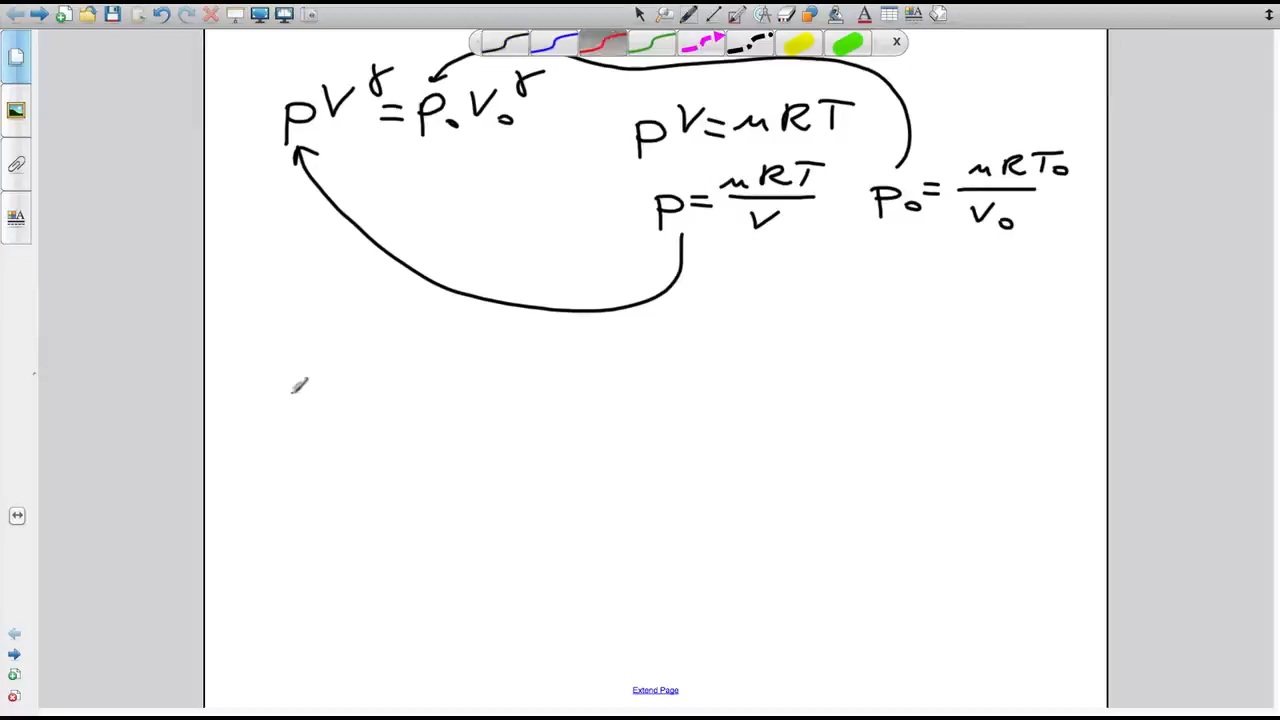 pV^γ = p₀V₀^γ
pV = nRT
p = nRT/V p₀ = nRT₀/V₀
x
Extend Page